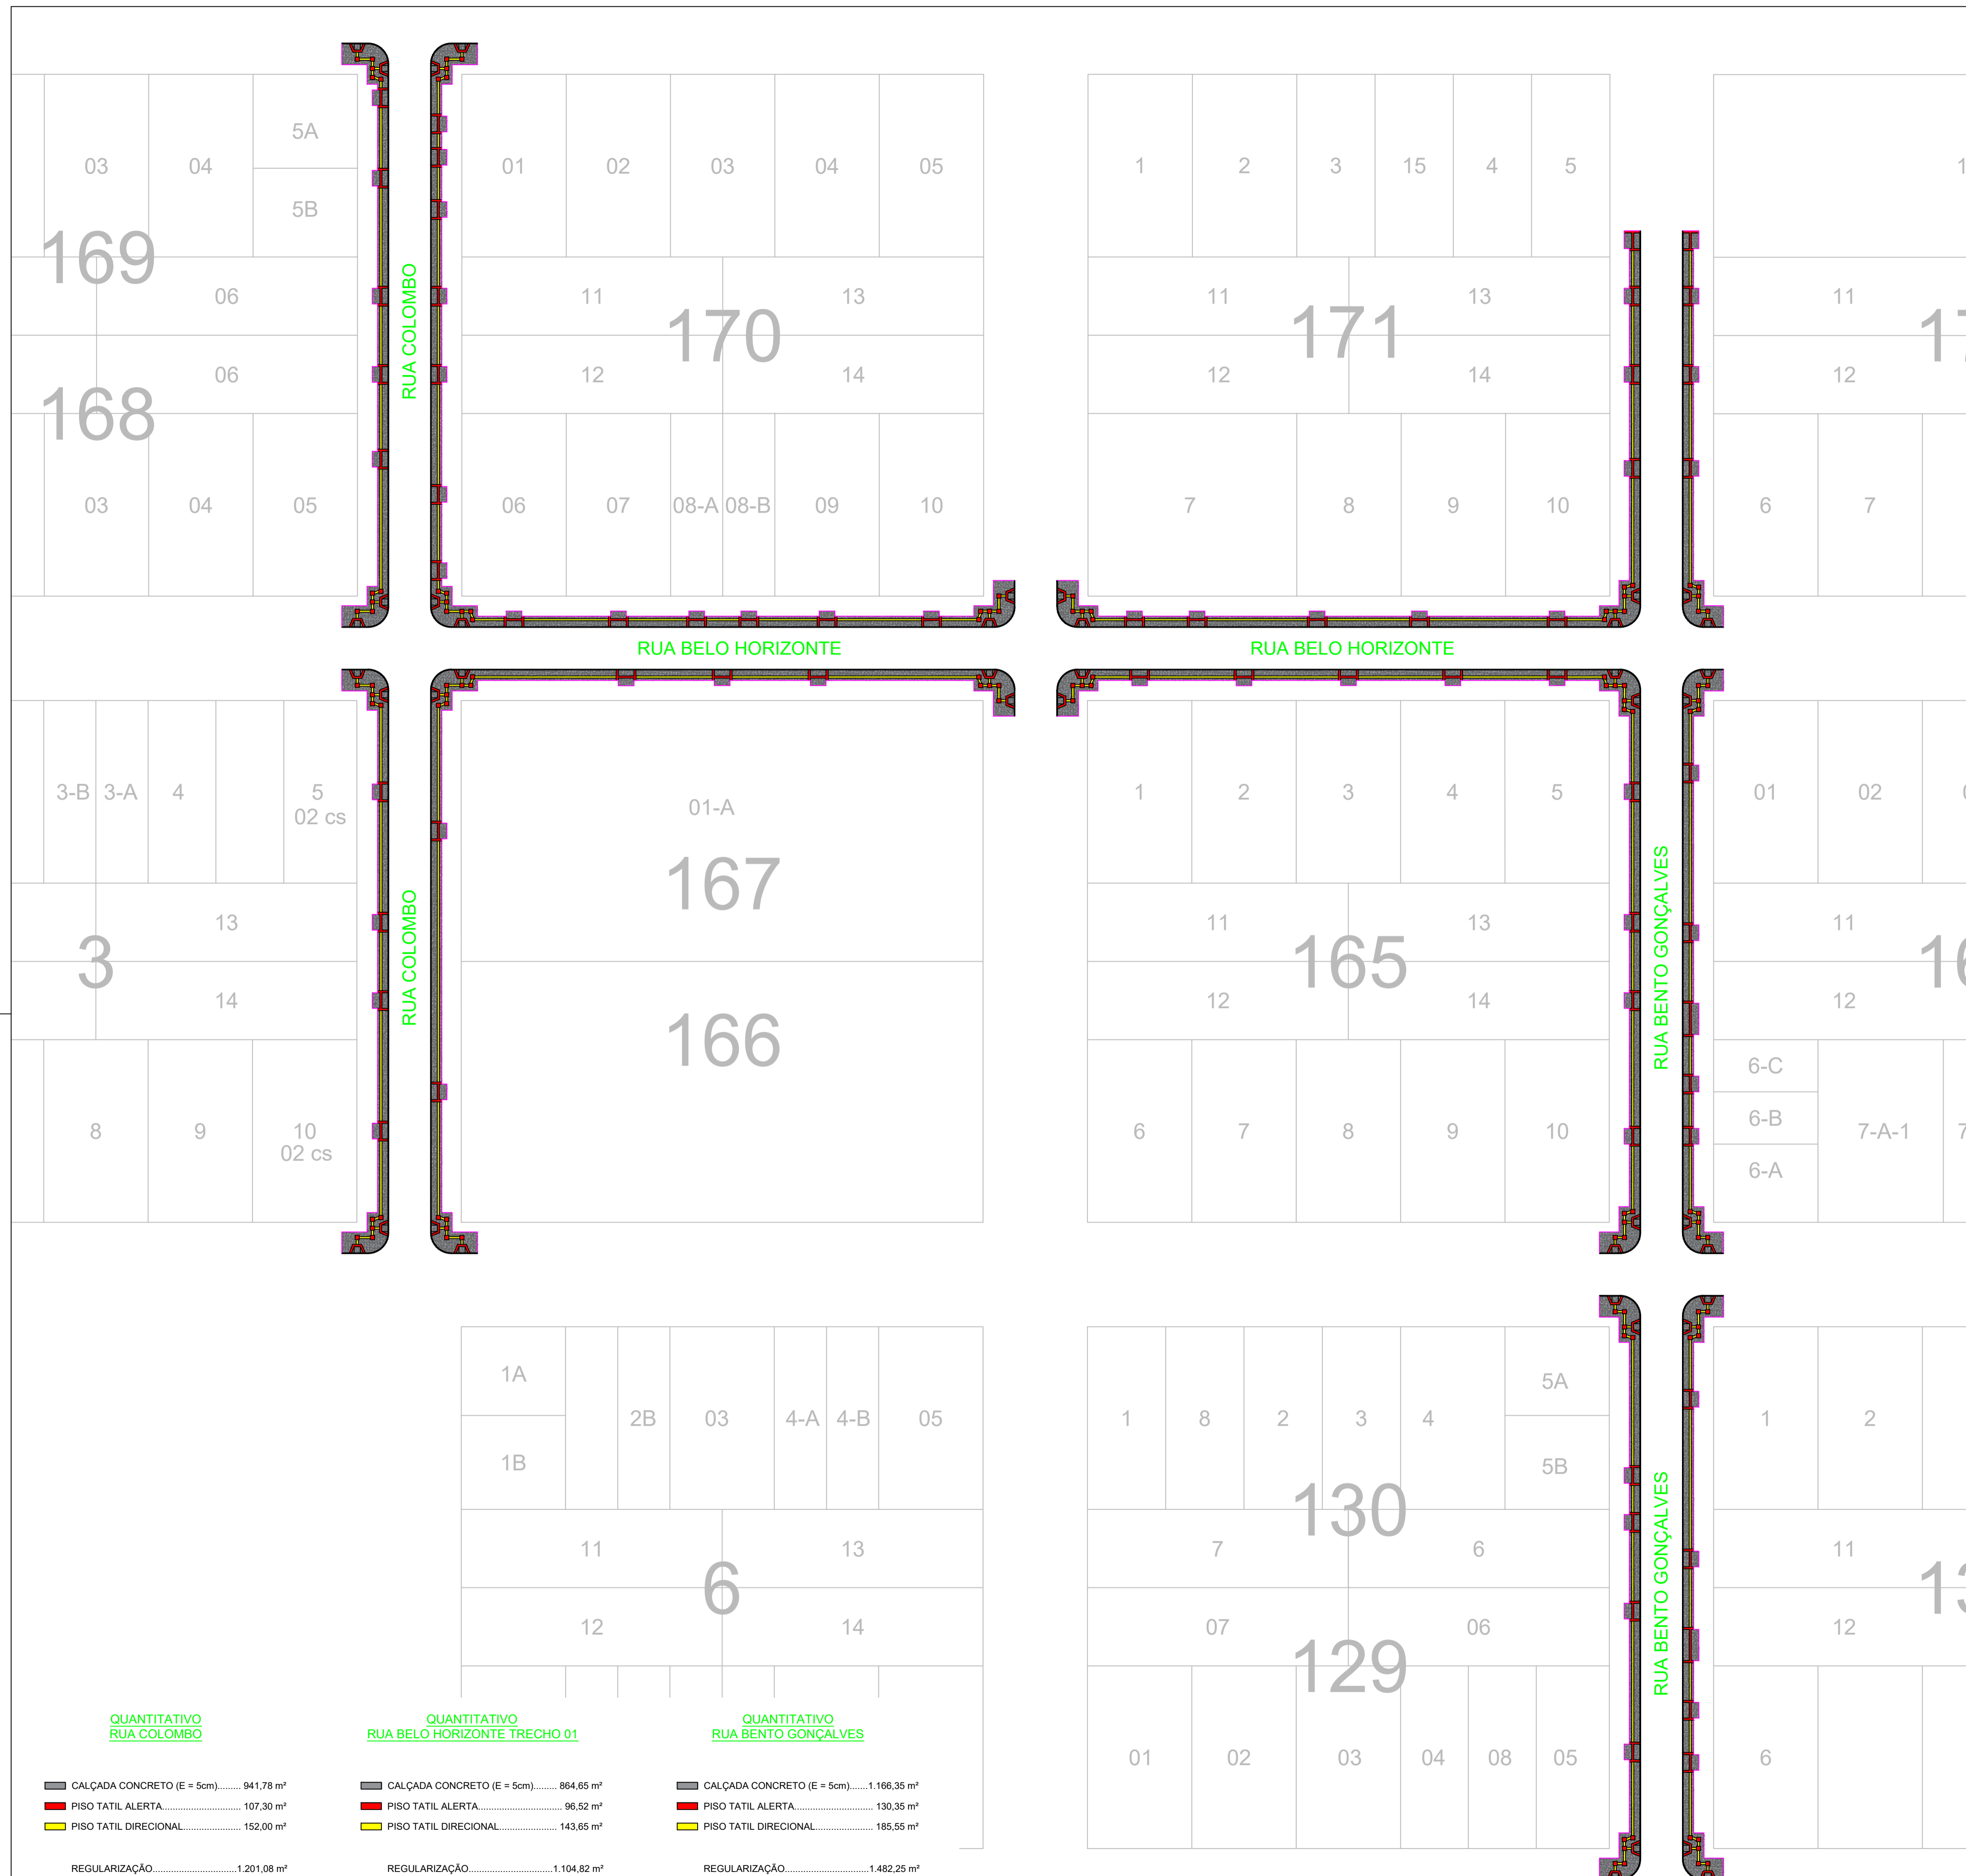 5A
03
04
5B
169
06
06
168
03
04
05
RUA COLOMBO
01
02
03
04
05
11
13
170
12
14
06
07
08-A
08-B
09
10
RUA BELO HORIZONTE
1
2
3
15
4
5
11
13
171
12
14
7
8
9
10
RUA BELO HORIZONTE
11
12
6
7
3-B
3-A
4
5
02 cs
13
3
14
8
9
10
02 cs
RUA COLOMBO
01-A
167
166
1
2
3
4
5
11
13
165
12
14
6
7
8
9
10
RUA BENTO GONÇALVES
01
02
11
12
6-C
6-B
7-A-1
6-A
1A
2B
03
4-A
4-B
05
1B
11
13
6
12
14
5A
1
8
2
3
4
5B
130
7
6
07
06
129
01
02
03
04
08
05
RUA BENTO GONÇALVES
1
2
11
12
6
QUANTITATIVO
RUA COLOMBO
CALÇADA CONCRETO (E = 5cm)......... 941,78 m²
PISO TATIL ALERTA............................. 107,30 m²
PISO TATIL DIRECIONAL..................... 152,00 m²
REGULARIZAÇÃO...............................1.201,08 m²
QUANTITATIVO
RUA BELO HORIZONTE TRECHO 01
CALÇADA CONCRETO (E = 5cm)......... 864,65 m²
PISO TATIL ALERTA............................... 96,52 m²
PISO TATIL DIRECIONAL..................... 143,65 m²
REGULARIZAÇÃO...............................1.104,82 m²
QUANTITATIVO
RUA BENTO GONÇALVES
CALÇADA CONCRETO (E = 5cm).......1.166,35 m²
PISO TATIL ALERTA............................. 130,35 m²
PISO TATIL DIRECIONAL..................... 185,55 m²
REGULARIZAÇÃO...............................1.482,25 m²